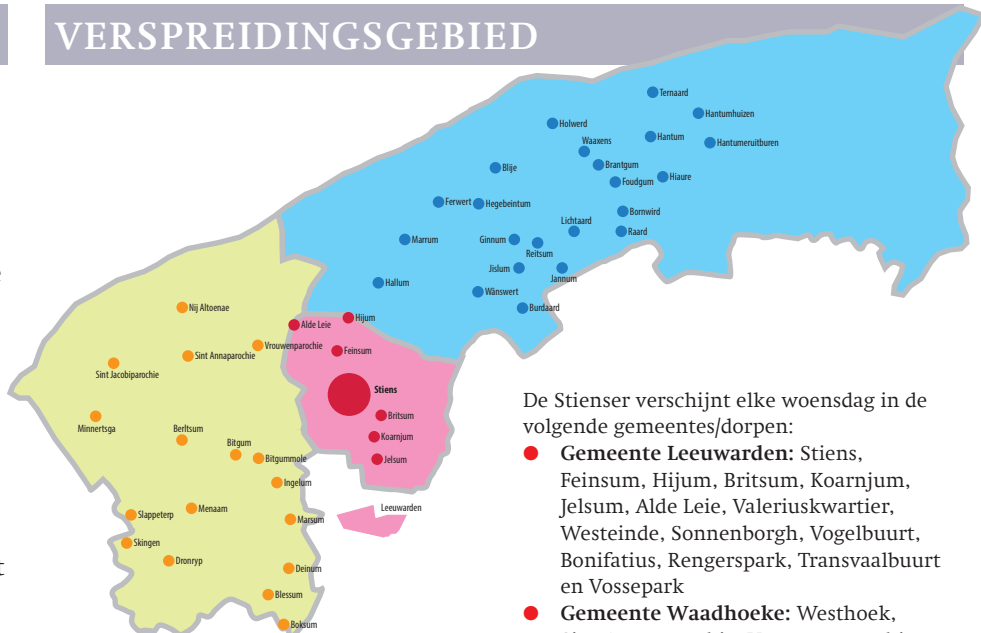 VERSPREIDINGSGEBIED
Ternaard
Hantumhuizen
Holwerd
Hantum
Waaxens
Hantumeruitburen
Brantgum
Blije
Hiaure
Foudgum
Ferwert
Hegebeintum
Bornwird
Lichtaard
Raard
Marrum
Ginnum
Reitsum
Jislum
Jannum
Hallum
Wânswert
Burdaard
Nij Altoenae
Alde Leie
Hijum
Vrouwenparochie
Feinsum
Sint Annaparochie
Sint Jacobiparochie
Stiens
Minnertsga
Britsum
Berltsum
Koarnjum
Bitgum
Bitgummole
Jelsum
Ingelum
Menaam
Leeuwarden
Slappeterp
Marsum
Skingen
Dronryp
Deinum
Blessum
Boksum
De Stienser verschijnt elke woensdag in de
volgende gemeentes/dorpen:
Gemeente Leeuwarden: Stiens,
Feinsum, Hijum, Britsum, Koarnjum,
Jelsum, Alde Leie, Valeriuskwartier,
Westeinde, Sonnenborgh, Vogelbuurt,
Bonifatius, Rengerspark, Transvaalbuurt
en Vossepark
Gemeente Waadhoeke: Westhoek,